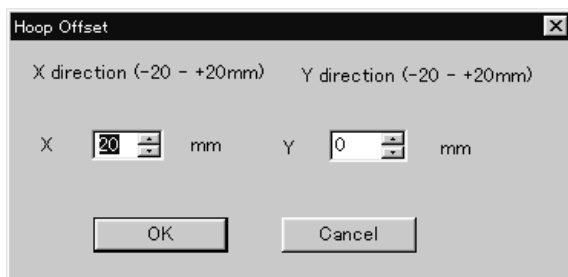 Hoop Offset
X direction (-20 - +20mm) Y direction (-20 - +20mm)
X 20 mm Y 0 mm
OK Cancel